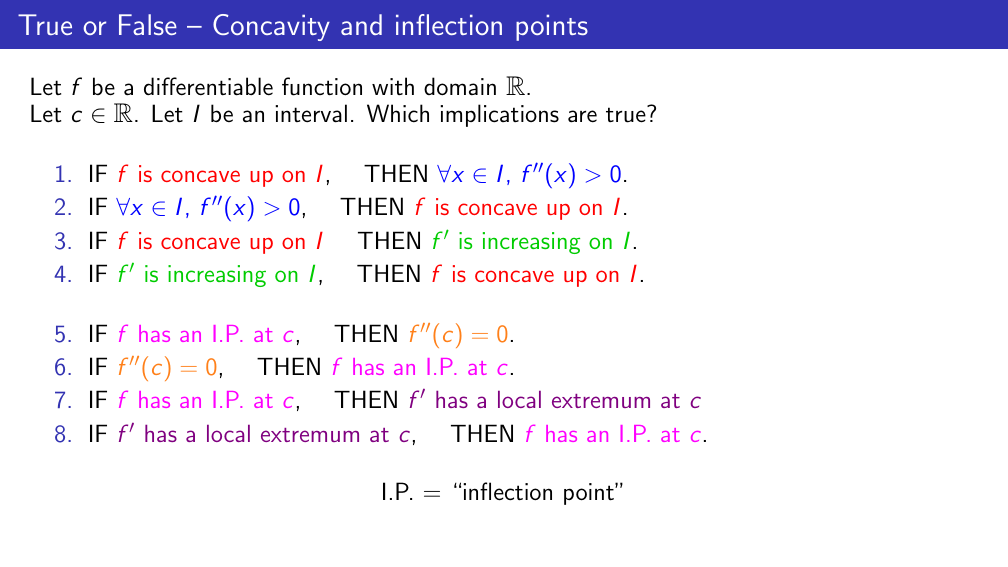 True or False – Concavity and inflection points
Let f be a differentiable function with domain ℝ.
Let c ∈ ℝ. Let I be an interval. Which implications are true?
1. IF f is concave up on I, THEN ∀x ∈ I, f″(x) > 0.
2. IF ∀x ∈ I, f″(x) > 0, THEN f is concave up on I.
3. IF f is concave up on I THEN f′ is increasing on I.
4. IF f′ is increasing on I, THEN f is concave up on I.
5. IF f has an I.P. at c, THEN f″(c) = 0.
6. IF f″(c) = 0, THEN f has an I.P. at c.
7. IF f has an I.P. at c, THEN f′ has a local extremum at c
8. IF f′ has a local extremum at c, THEN f has an I.P. at c.
I.P. = “inflection point”